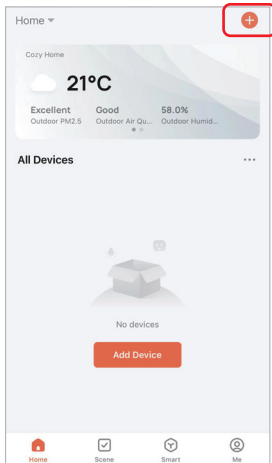 Home
Cozy Home
21°C
Excellent Good 58.0%
Outdoor PM2.5 Outdoor Air Qu... Outdoor Humid...
All Devices
No devices
Add Device
Home Scene Smart Me